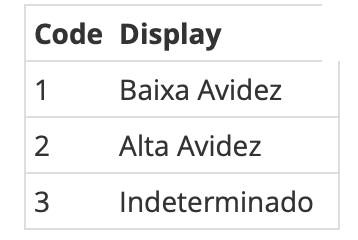 Code Display
1 Baixa Avidez
2 Alta Avidez
3 Indeterminado